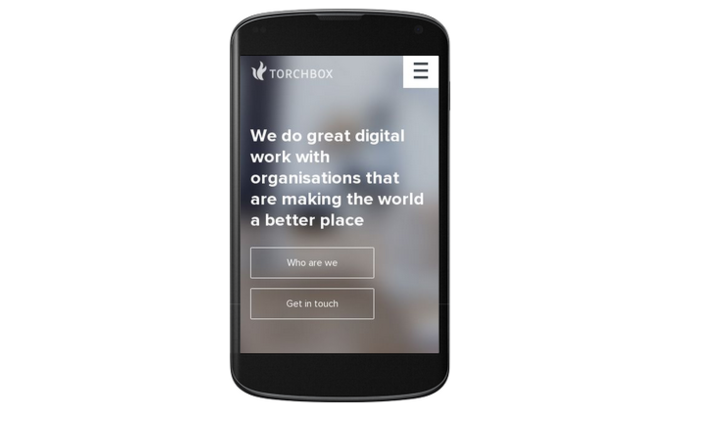 TORCHBOX
We do great digital
work with
organisations that
are making the world
a better place
Who are we
Get in touch